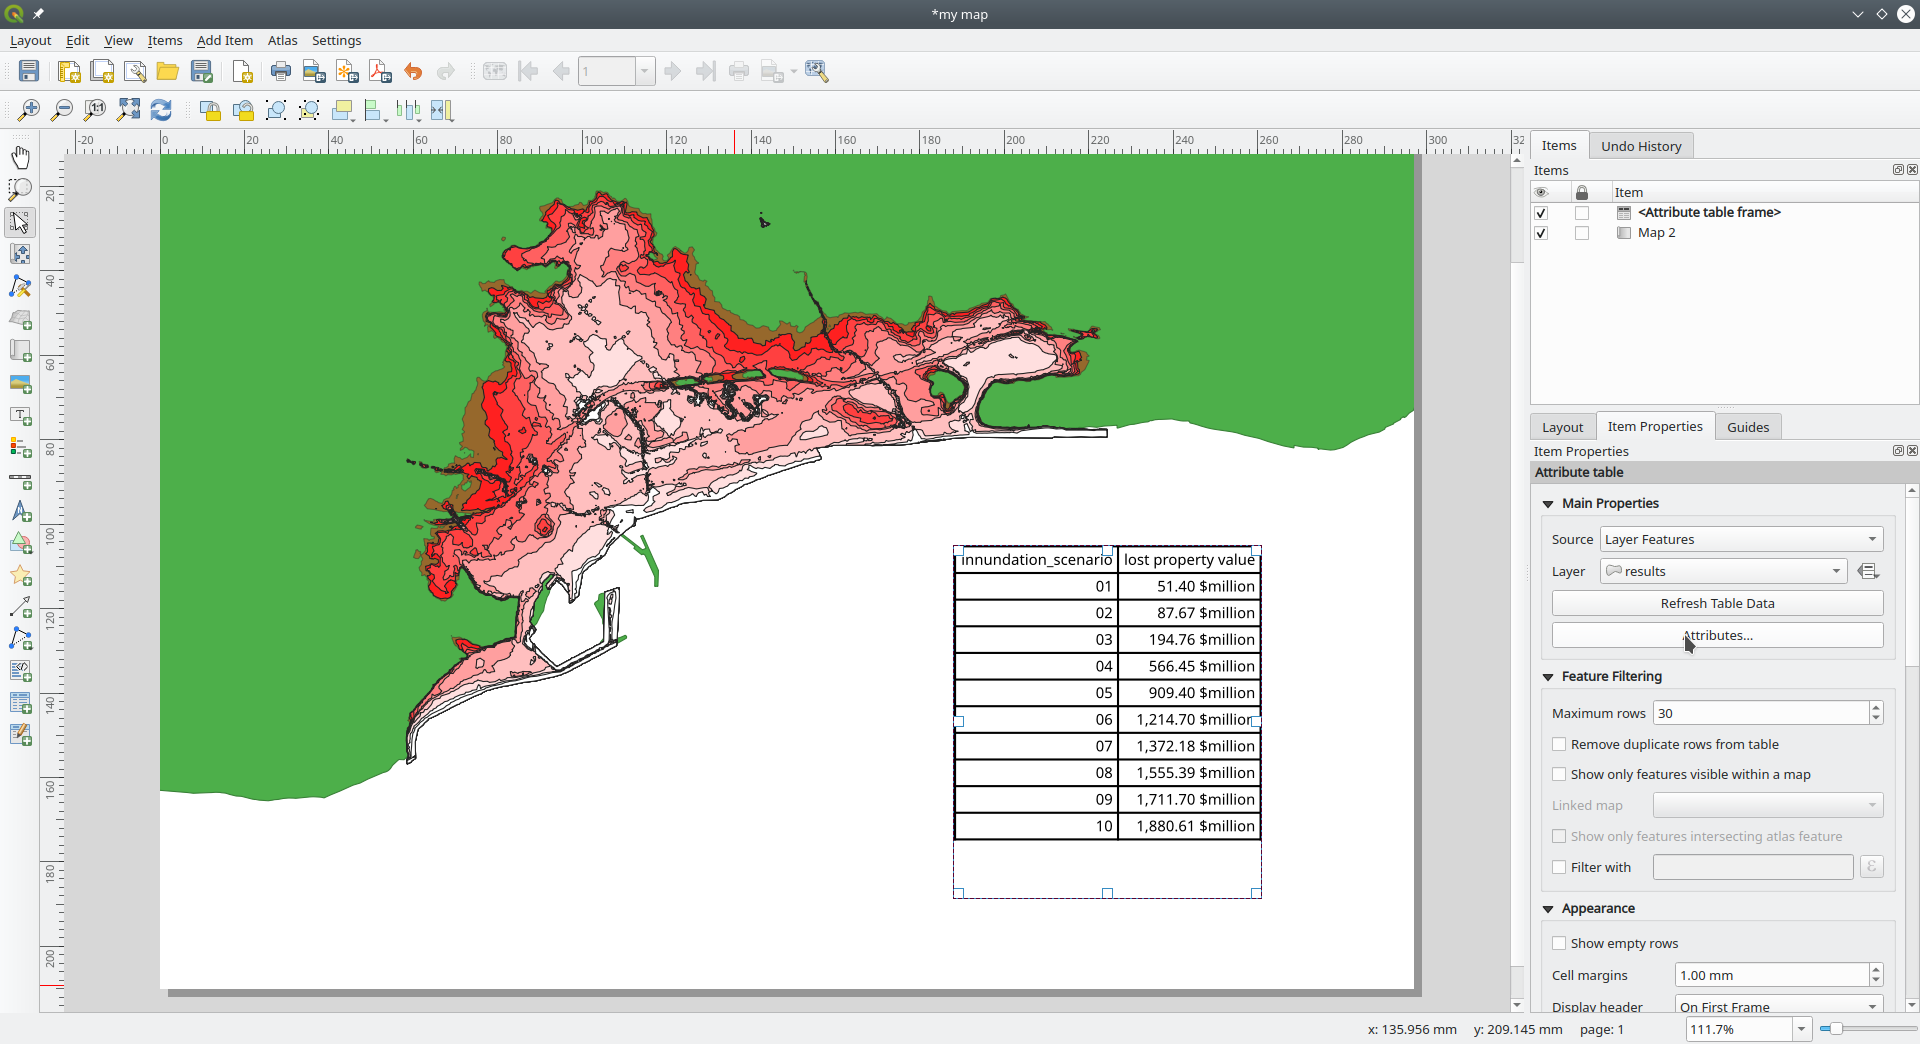 *my map
Layout Edit View Items Add Item Atlas Settings
1
1:1
-20 0 20 40 60 80 100 120 140 160 180 200 220 240 260 280 300 32
20
40
60
80
100
120
140
160
180
200
innundation_scenario lost property value
01 51.40 $million
02 87.67 $million
03 194.76 $million
04 566.45 $million
05 909.40 $million
06 1,214.70 $million
07 1,372.18 $million
08 1,555.39 $million
09 1,711.70 $million
10 1,880.61 $million
Items Undo History
Items
Item
<Attribute table frame>
Map 2
Layout Item Properties Guides
Item Properties
Attribute table
Main Properties
Source Layer Features
Layer results
Refresh Table Data
Attributes...
Feature Filtering
Maximum rows 30
Remove duplicate rows from table
Show only features visible within a map
Linked map
Show only features intersecting atlas feature
Filter with ε
Appearance
Show empty rows
Cell margins 1.00 mm
Display header On First Frame
x: 135.956 mm y: 209.145 mm page: 1 111.7%